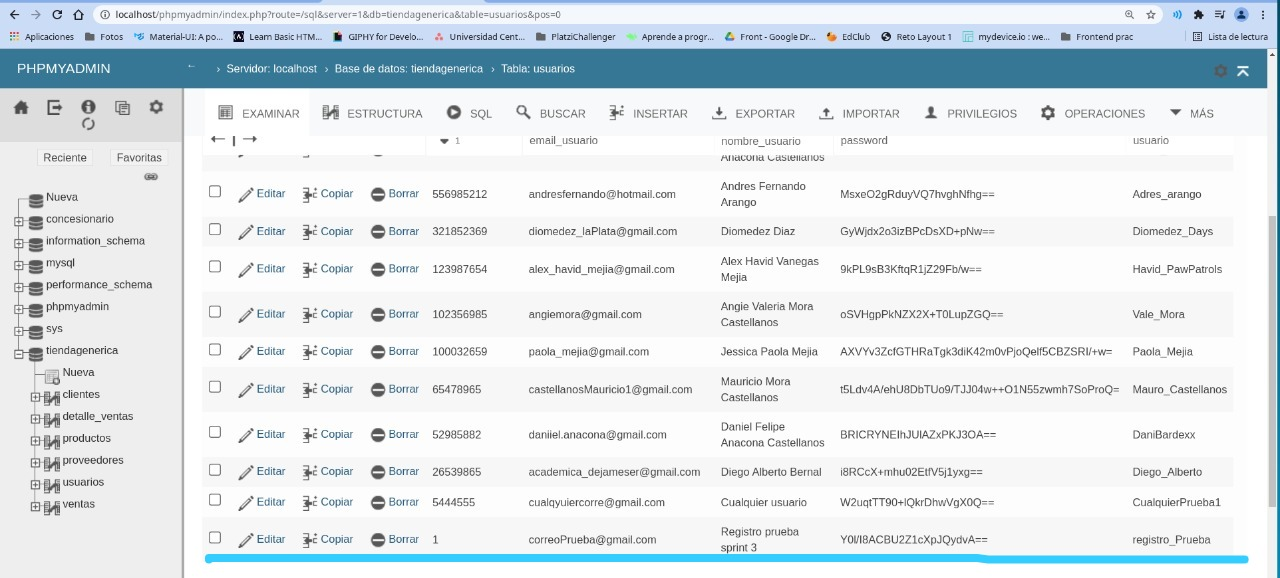 localhost/phpmyadmin/index.php?route=/sql&server=1&db=tiendagenerica&table=usuarios&pos=0
Aplicaciones Fotos Material-UI: A po... Learn Basic HTM... GIPHY for Develo... Universidad Cent... PlatziChallenger Aprende a progr... Front - Google Dr... EdClub Reto Layout 1 mydevice.io : we... Frontend prac Lista de lectura
PHPMYADMIN ← › Servidor: localhost › Base de datos: tiendagenerica › Tabla: usuarios
EXAMINAR ESTRUCTURA SQL BUSCAR INSERTAR EXPORTAR IMPORTAR PRIVILEGIOS OPERACIONES MÁS
Reciente Favoritas
Nueva
concesionario
information_schema
mysql
performance_schema
phpmyadmin
sys
tiendagenerica
Nueva
clientes
detalle_ventas
productos
proveedores
usuarios
ventas
←T→ 1 email_usuario nombre_usuario password usuario
Anacona Castellanos
Editar Copiar Borrar 556985212 andresfernando@hotmail.com Andres Fernando Arango MsxeO2gRduyVQ7hvghNfhg== Adres_arango
Editar Copiar Borrar 321852369 diomedez_laPlata@gmail.com Diomedez Diaz GyWjdx2o3izBPcDsXD+pNw== Diomedez_Days
Editar Copiar Borrar 123987654 alex_havid_mejia@gmail.com Alex Havid Vanegas Mejia 9kPL9sB3KftqR1jZ29Fb/w== Havid_PawPatrols
Editar Copiar Borrar 102356985 angiemora@gmail.com Angie Valeria Mora Castellanos oSVHgpPkNZX2X+T0LupZGQ== Vale_Mora
Editar Copiar Borrar 100032659 paola_mejia@gmail.com Jessica Paola Mejia AXVYv3ZcfGTHRaTgk3diK42m0vPjoQelf5CBZSRI/+w= Paola_Mejia
Editar Copiar Borrar 65478965 castellanosMauricio1@gmail.com Mauricio Mora Castellanos t5Ldv4A/ehU8DbTUo9/TJJ04w++O1N55zwmh7SoProQ= Mauro_Castellanos
Editar Copiar Borrar 52985882 daniiel.anacona@gmail.com Daniel Felipe Anacona Castellanos BRICRYNEIhJUlAZxPKJ3OA== DaniBardexx
Editar Copiar Borrar 26539865 academica_dejameser@gmail.com Diego Alberto Bernal i8RCcX+mhu02EtfV5j1yxg== Diego_Alberto
Editar Copiar Borrar 5444555 cualqyuiercorre@gmail.com Cualquier usuario W2uqtTT90+lQkrDhwVgX0Q== CualquierPrueba1
Editar Copiar Borrar 1 correoPrueba@gmail.com Registro prueba sprint 3 Y0l/I8ACBU2Z1cXpJQydvA== registro_Prueba